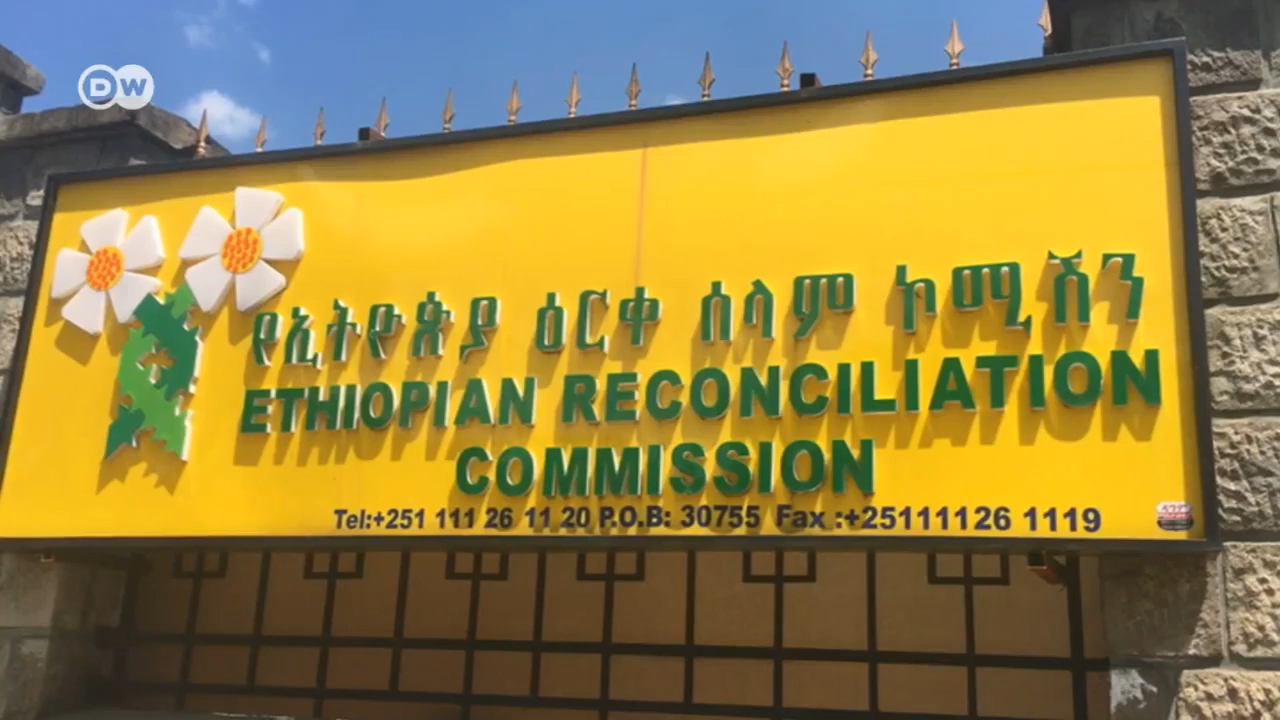 DW
የኢትዮጵያ ዕርቀ ሰላም ኮሚሽን
ETHIOPIAN RECONCILIATION
COMMISSION
Tel:+251 111 26 11 20 P.O.B: 30755 Fax :+25111126 1119